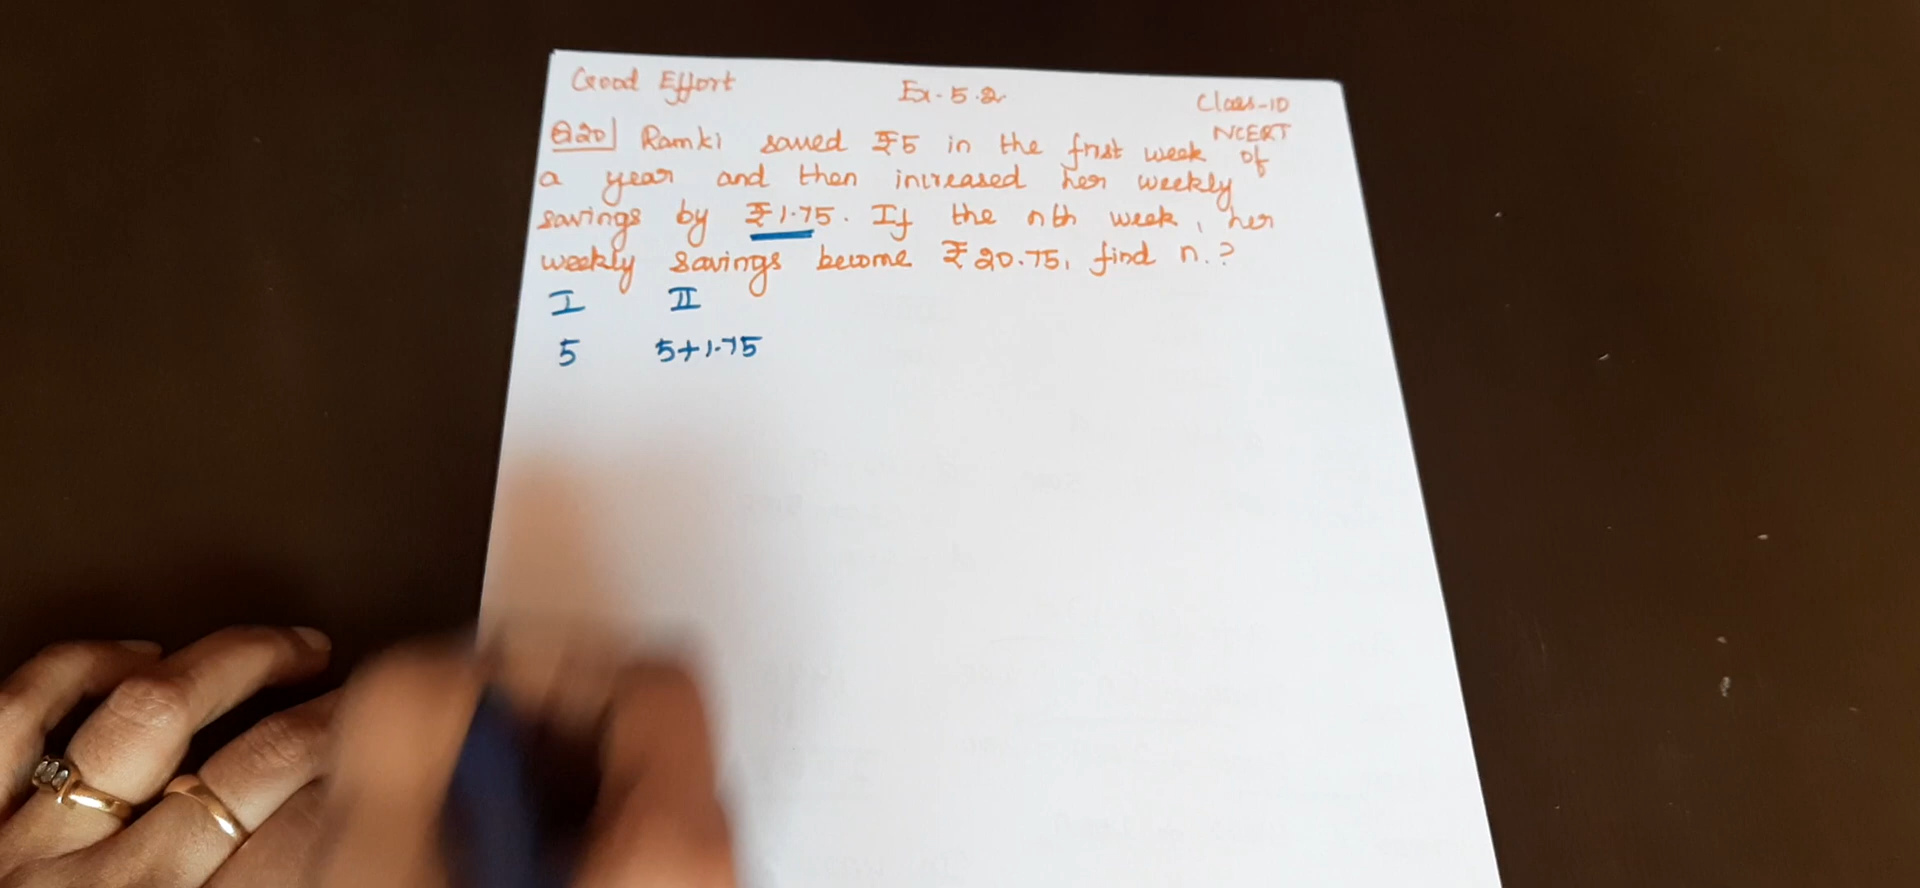 Good Effort Ex-5.2 Class-10
NCERT
Q20] Ramki saved ₹5 in the first week of
a year and then increased her weekly
savings by ₹1.75. If the nth week, her
weekly savings become ₹20.75, find n.?
I II
5 5+1.75